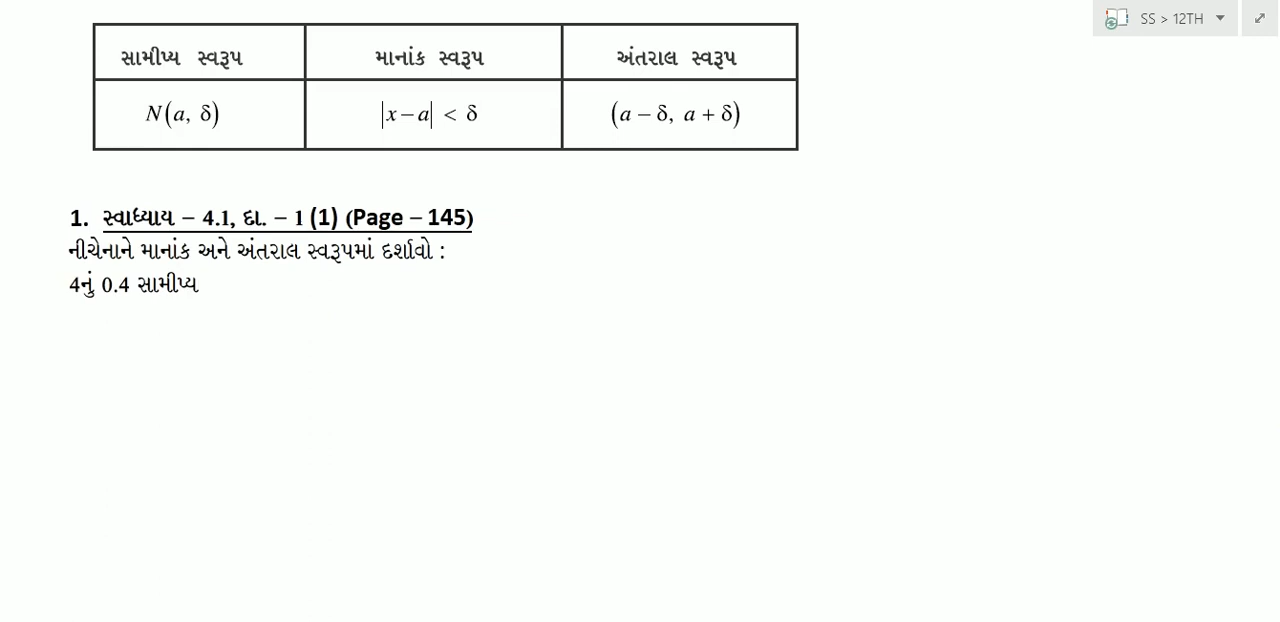 SS > 12TH
સામીપ્ય સ્વરૂપ માનાંક સ્વરૂપ અંતરાલ સ્વરૂપ
N(a, δ) |x – a| < δ (a – δ, a + δ)
1. સ્વાધ્યાય – 4.1, દા. – 1 (1) (Page – 145)
નીચેનાને માનાંક અને અંતરાલ સ્વરૂપમાં દર્શાવો :
4નું 0.4 સામીપ્ય